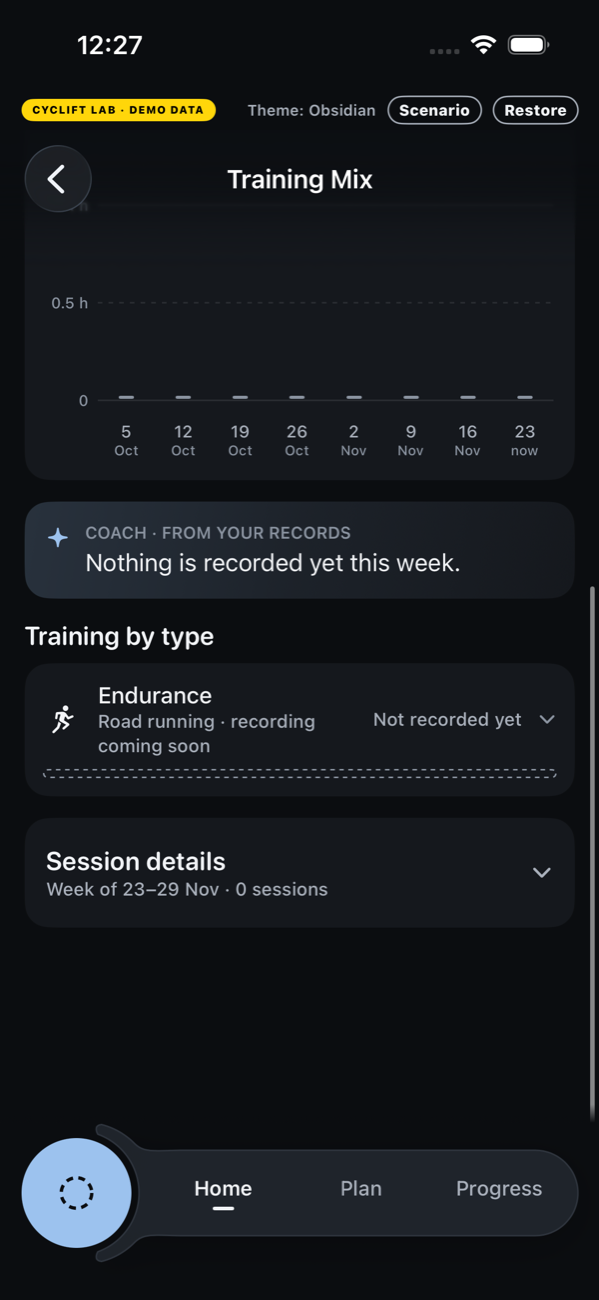 12:27
CYCLIFT LAB · DEMO DATA
Theme: Obsidian
Scenario
Restore
Training Mix
0.5 h
0
5 12 19 26 2 9 16 23
Oct Oct Oct Oct Nov Nov Nov now
COACH · FROM YOUR RECORDS
Nothing is recorded yet this week.
Training by type
Endurance
Road running · recording
coming soon
Not recorded yet
Session details
Week of 23–29 Nov · 0 sessions
Home
Plan
Progress